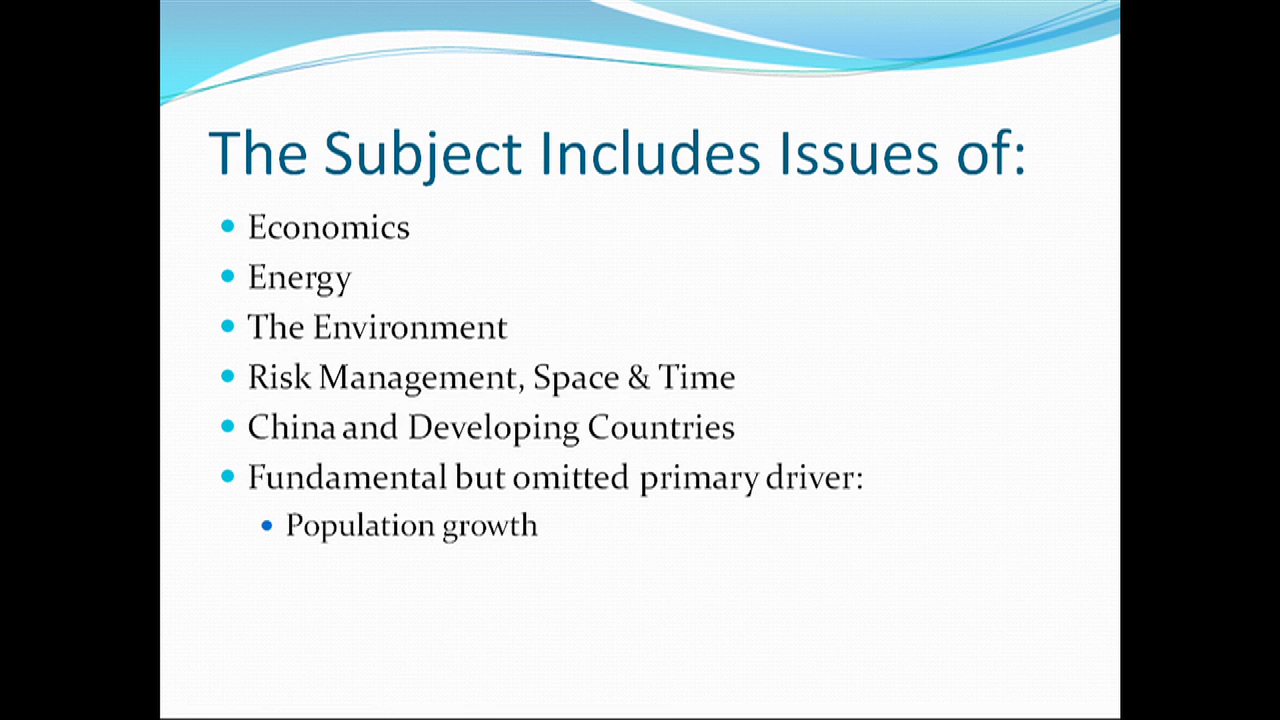 The Subject Includes Issues of:
Economics
Energy
The Environment
Risk Management, Space & Time
China and Developing Countries
Fundamental but omitted primary driver:
Population growth